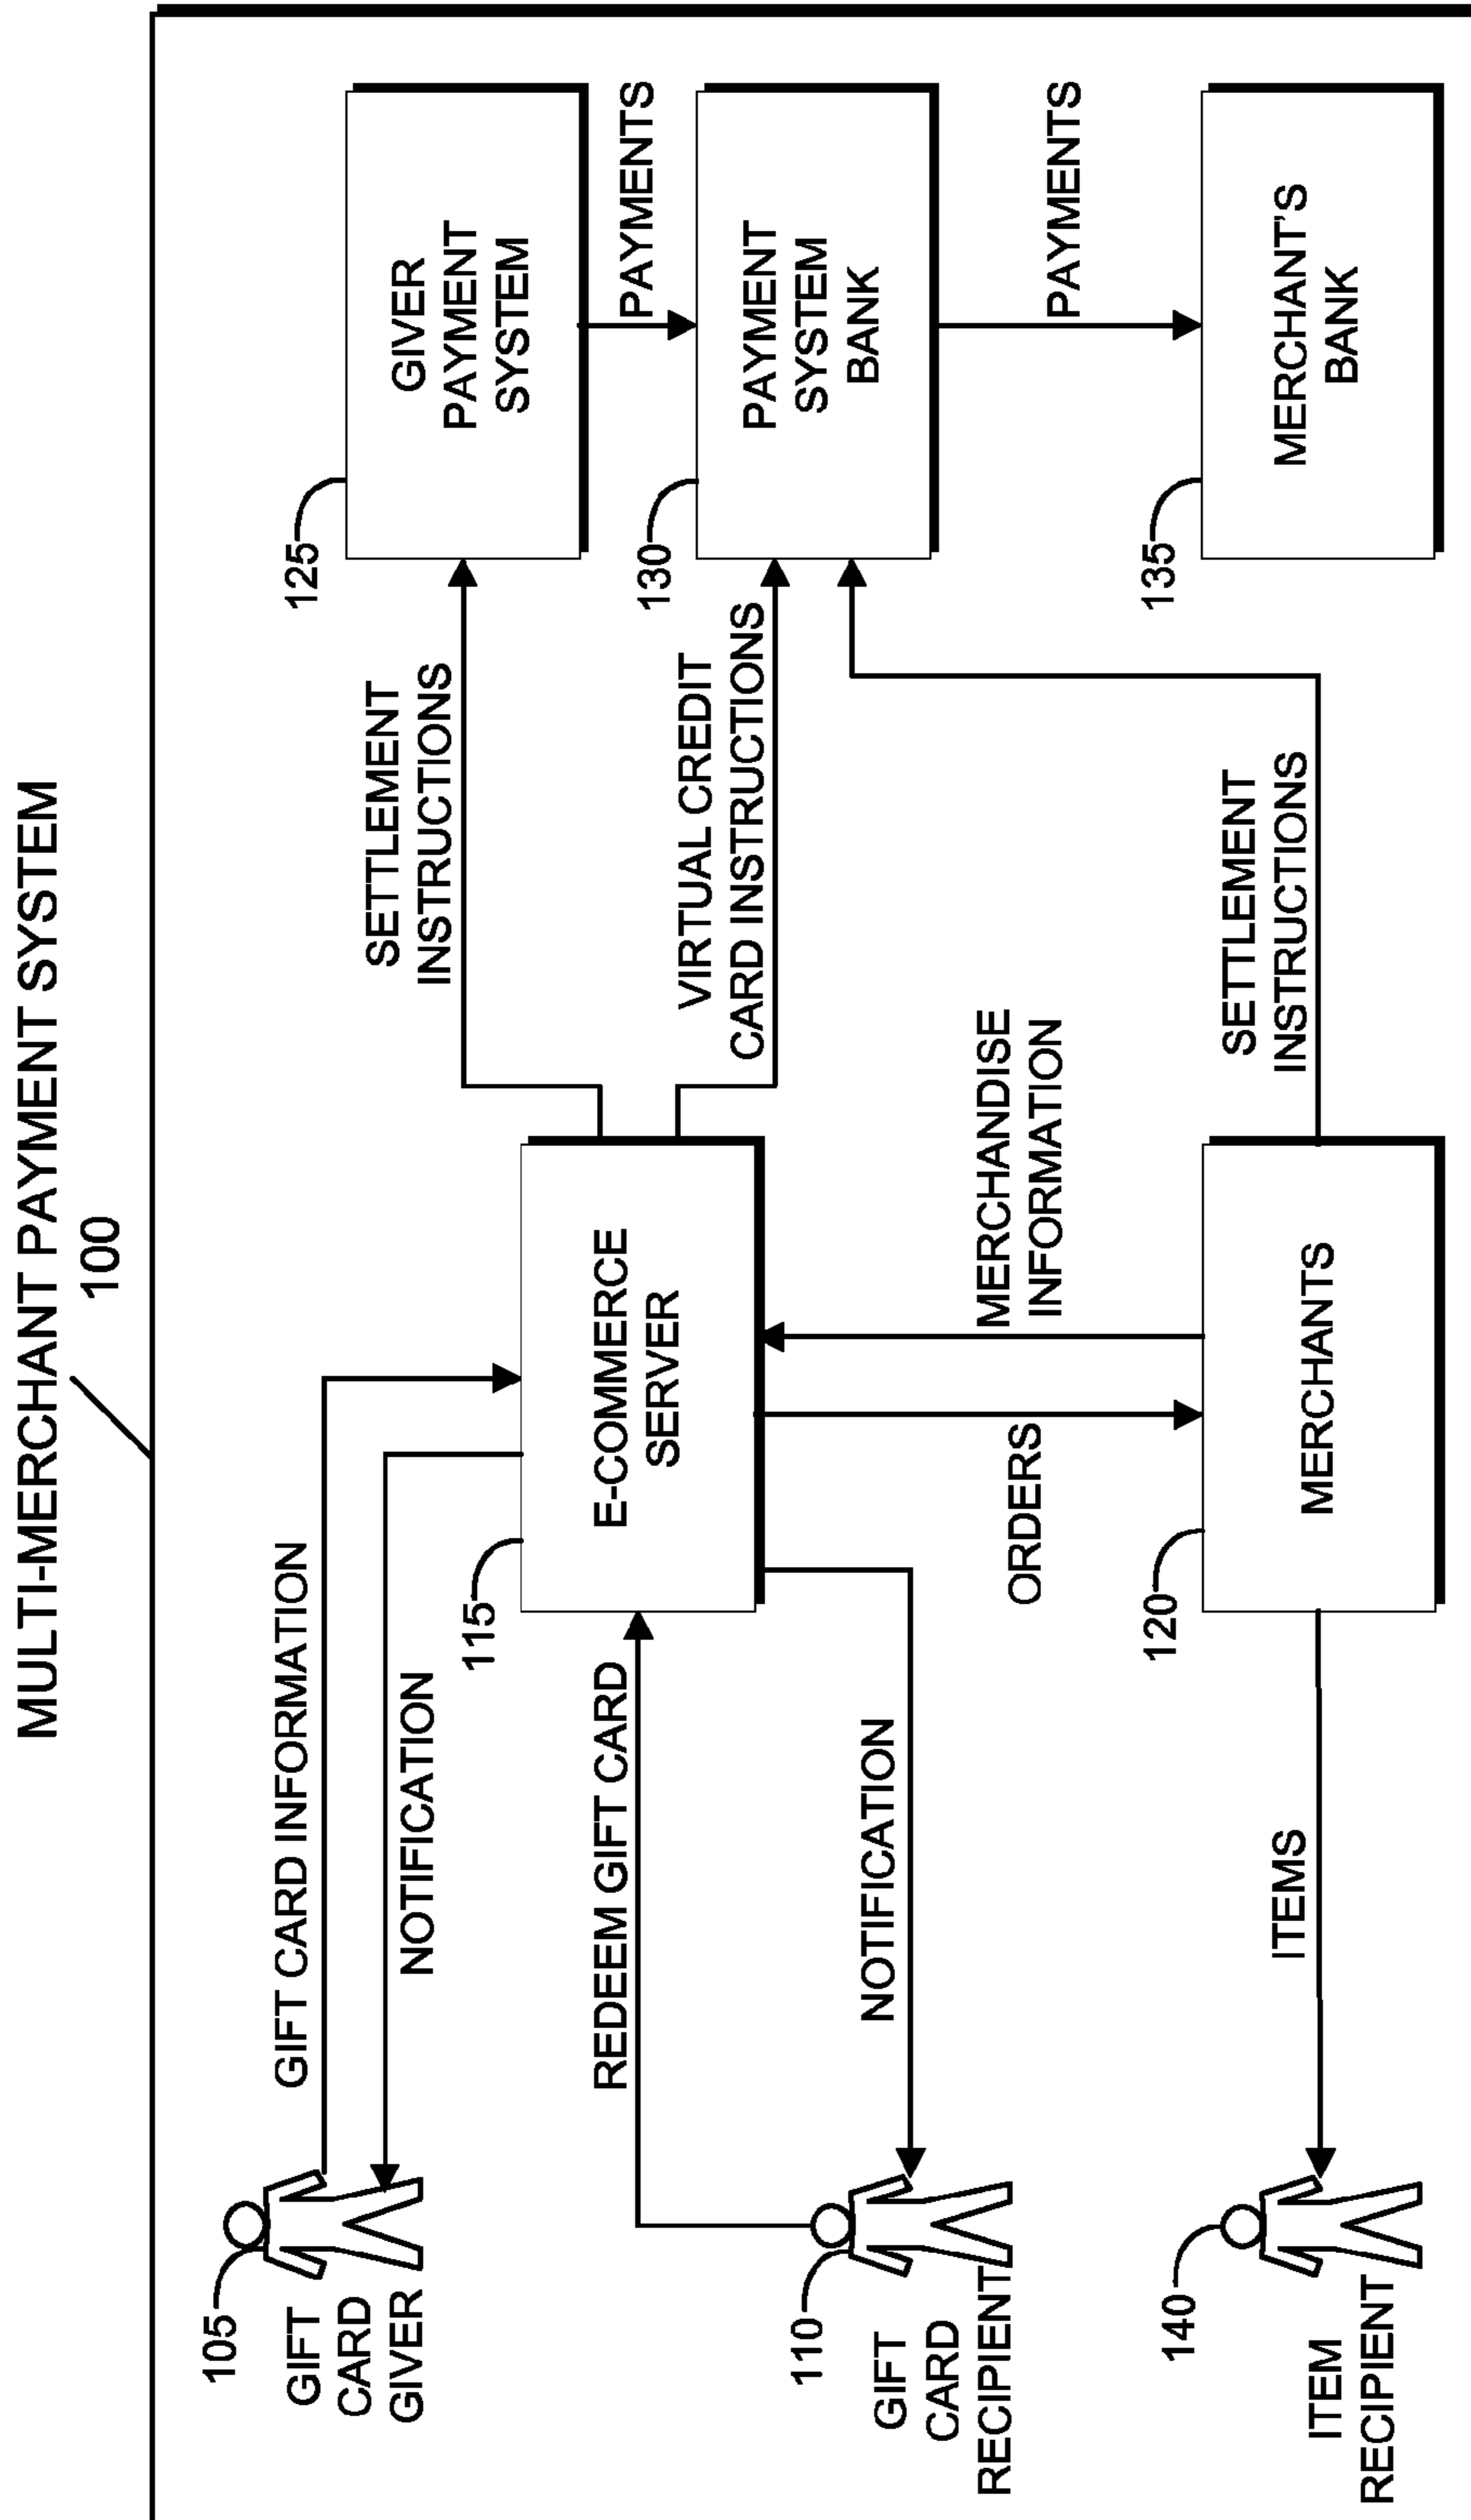 MULTI-MERCHANT PAYMENT SYSTEM
100
105
GIFT
CARD
GIVER
GIFT CARD INFORMATION
NOTIFICATION
115
E-COMMERCE
SERVER
SETTLEMENT
INSTRUCTIONS
125
GIVER
PAYMENT
SYSTEM
PAYMENTS
110
GIFT
CARD
RECIPIENT
REDEEM GIFT CARD
NOTIFICATION
VIRTUAL CREDIT
CARD INSTRUCTIONS
130
PAYMENT
SYSTEM
BANK
PAYMENTS
ORDERS
MERCHANDISE
INFORMATION
140
ITEM
RECIPIENT
ITEMS
120
MERCHANTS
SETTLEMENT
INSTRUCTIONS
135
MERCHANT'S
BANK